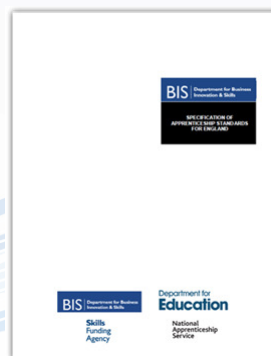 BIS Department for Business
Innovation & Skills
SPECIFICATION OF
APPRENTICESHIP STANDARDS
FOR ENGLAND
BIS Department for Business
Innovation & Skills
Skills
Funding
Agency
Department for
Education
National
Apprenticeship
Service